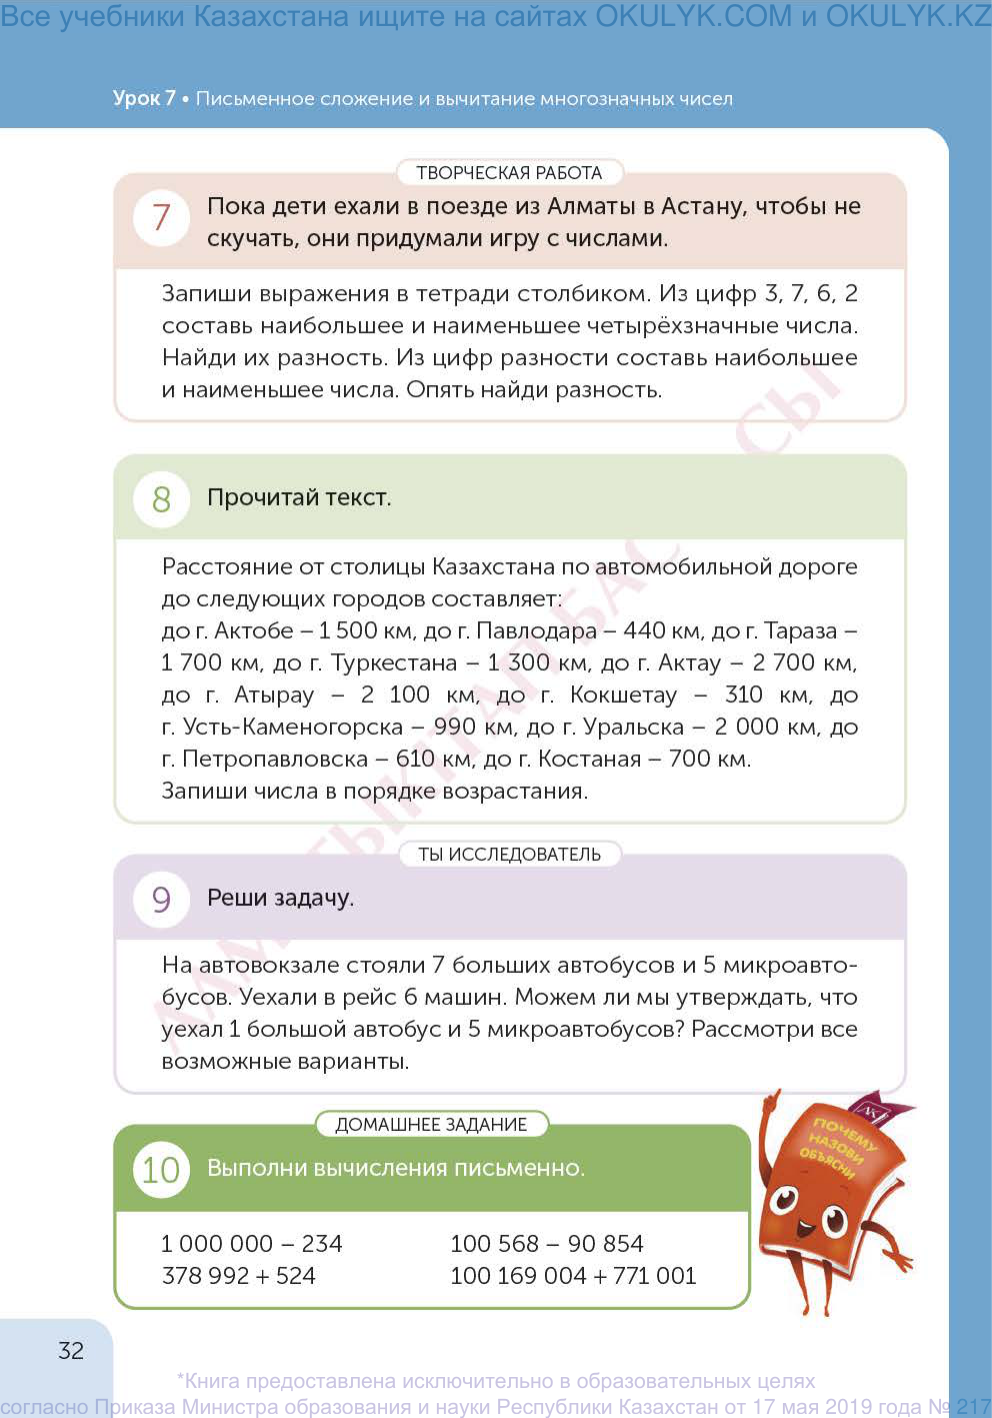 Все учебники Казахстана ищите на сайтах OKULYK.COM и OKULYK.KZ
Урок 7 • Письменное сложение и вычитание многозначных чисел
ТВОРЧЕСКАЯ РАБОТА
7
Пока дети ехали в поезде из Алматы в Астану, чтобы не
скучать, они придумали игру с числами.
Запиши выражения в тетради столбиком. Из цифр 3, 7, 6, 2
составь наибольшее и наименьшее четырёхзначные числа.
Найди их разность. Из цифр разности составь наибольшее
и наименьшее числа. Опять найди разность.
8
Прочитай текст.
Расстояние от столицы Казахстана по автомобильной дороге
до следующих городов составляет:
до г. Актобе – 1 500 км, до г. Павлодара – 440 км, до г. Тараза –
1 700 км, до г. Туркестана – 1 300 км, до г. Актау – 2 700 км,
до г. Атырау – 2 100 км, до г. Кокшетау – 310 км, до
г. Усть-Каменогорска – 990 км, до г. Уральска – 2 000 км, до
г. Петропавловска – 610 км, до г. Костаная – 700 км.
Запиши числа в порядке возрастания.
ТЫ ИССЛЕДОВАТЕЛЬ
9
Реши задачу.
На автовокзале стояли 7 больших автобусов и 5 микроавто-
бусов. Уехали в рейс 6 машин. Можем ли мы утверждать, что
уехал 1 большой автобус и 5 микроавтобусов? Рассмотри все
возможные варианты.
ДОМАШНЕЕ ЗАДАНИЕ
10
Выполни вычисления письменно.
1 000 000 – 234 100 568 – 90 854
378 992 + 524 100 169 004 + 771 001
ПОЧЕМУ
НАЗОВИ
ОБЪЯСНИ
32
*Книга предоставлена исключительно в образовательных целях
согласно Приказа Министра образования и науки Республики Казахстан от 17 мая 2019 года № 217